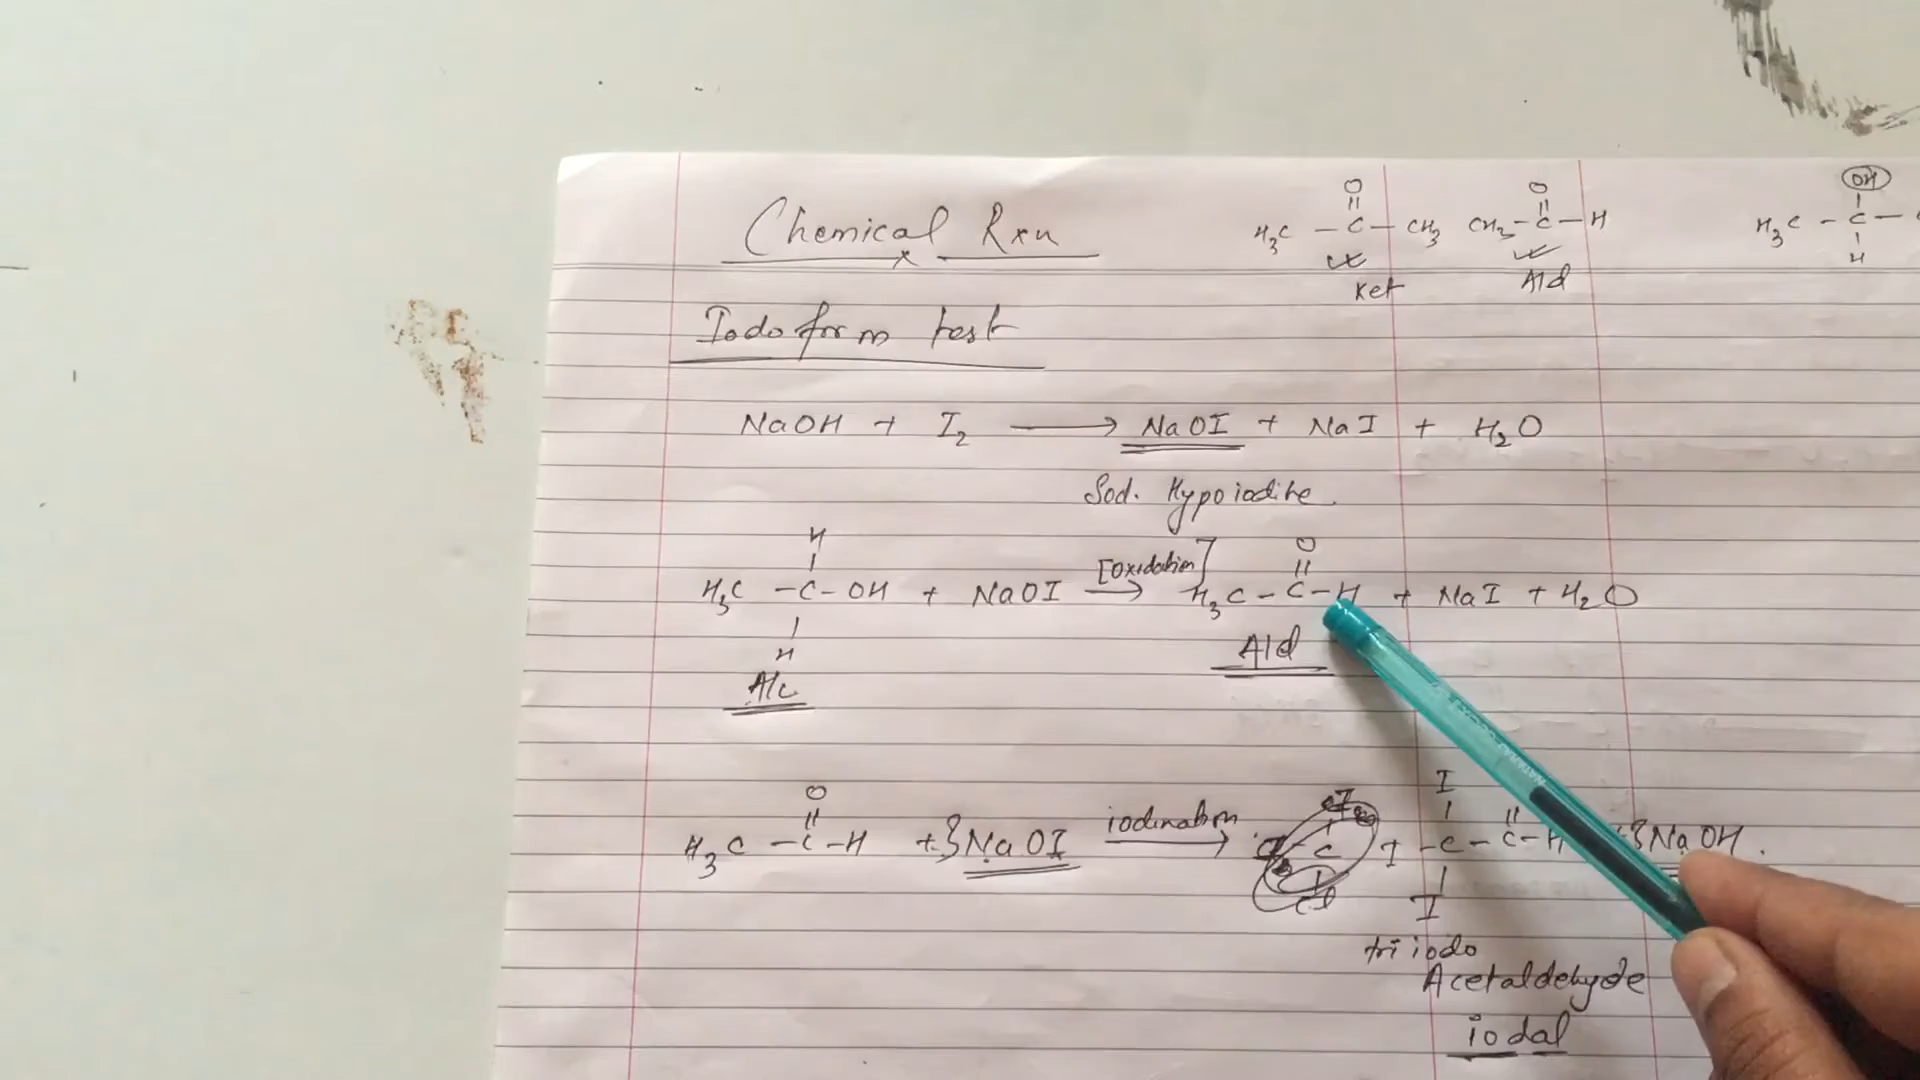 Chemical Rxn
O O OH
|| || |
H3C - C - CH3 CH3 - C - H H3C - C -
|
H
Ket Ald
Iodoform test
NaOH + I2 → NaOI + NaI + H2O
Sod. Hypoiodite.
H O
| [Oxidation] ||
H3C - C - OH + NaOI → H3C - C - H + NaI + H2O
|
H Ald
Alc
O I
|| | ||
H3C - C - H + 3NaOI iodination → I - C - C - H + 3NaOH.
|
I
tri iodo
Acetaldehyde
iodal